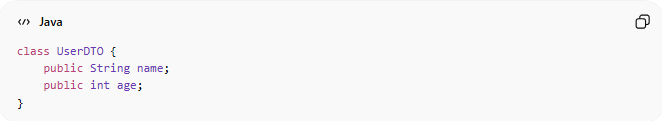 </> Java
class UserDTO {
    public String name;
    public int age;
}